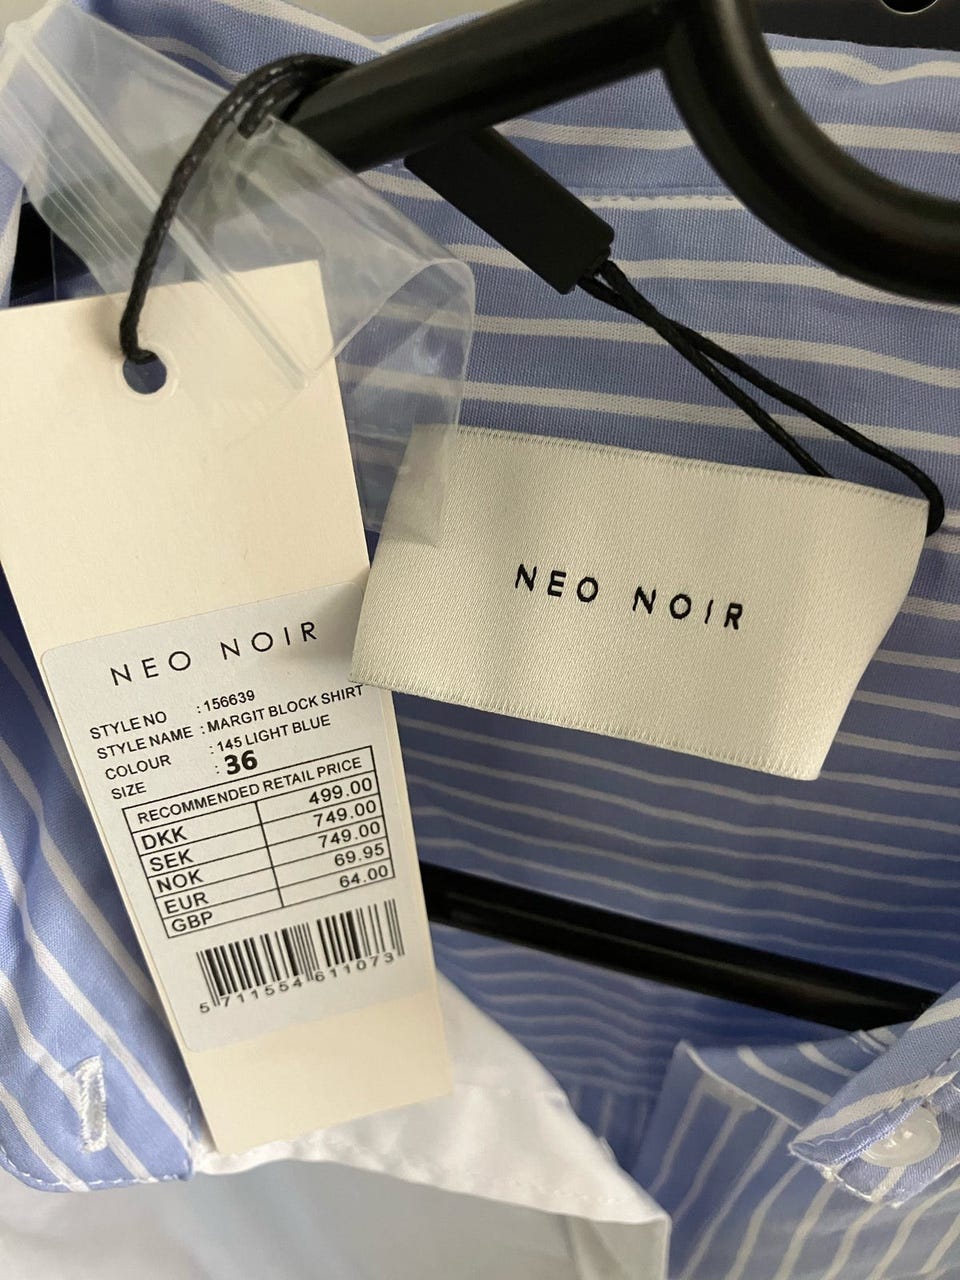 NEO NOIR
STYLE NO : 156639
STYLE NAME : MARGIT BLOCK SHIRT
COLOUR : 145 LIGHT BLUE
SIZE : 36
RECOMMENDED RETAIL PRICE
DKK 499.00
SEK 749.00
NOK 749.00
EUR 69.95
GBP 64.00
5 711554 611073
NEO NOIR